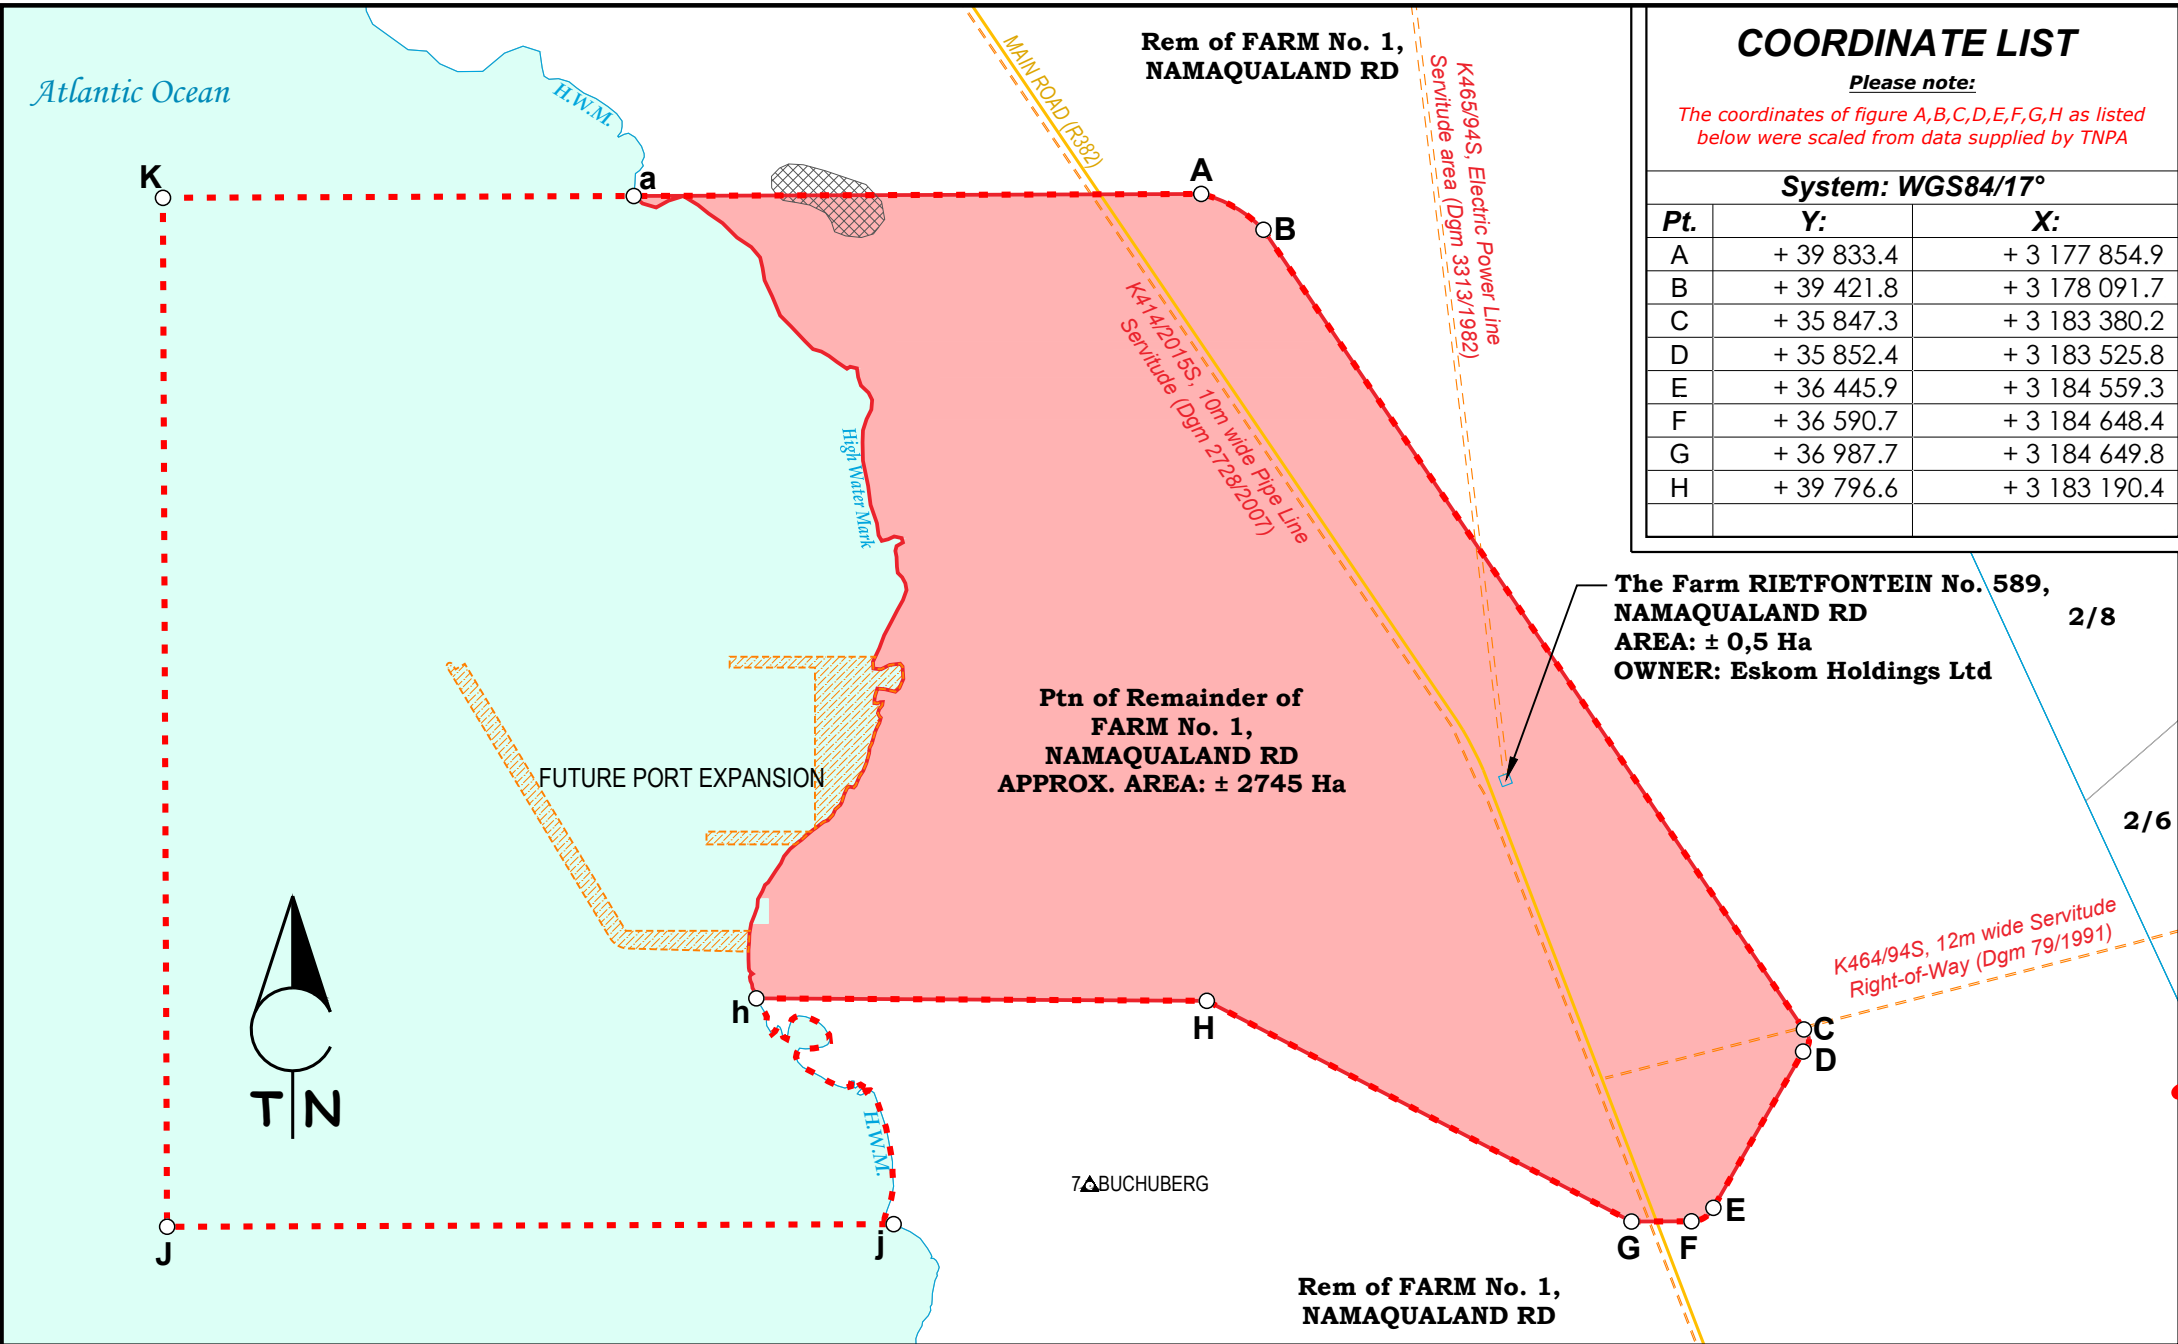 Atlantic Ocean
H.W.M.
MAIN ROAD (R382)
Rem of FARM No. 1,
NAMAQUALAND RD
K465/94S, Electric Power Line
Servitude area (Dgm 3313/1982)
COORDINATE LIST
Please note:
The coordinates of figure A,B,C,D,E,F,G,H as listed
below were scaled from data supplied by TNPA
System: WGS84/17°
Pt. Y: X:
A + 39 833.4 + 3 177 854.9
B + 39 421.8 + 3 178 091.7
C + 35 847.3 + 3 183 380.2
D + 35 852.4 + 3 183 525.8
E + 36 445.9 + 3 184 559.3
F + 36 590.7 + 3 184 648.4
G + 36 987.7 + 3 184 649.8
H + 39 796.6 + 3 183 190.4
K
a
A
B
K414/2015S, 10m wide Pipe Line
Servitude (Dgm 2728/2007)
High Water Mark
The Farm RIETFONTEIN No. 589,
NAMAQUALAND RD
AREA: ± 0,5 Ha
OWNER: Eskom Holdings Ltd
2/8
2/6
Ptn of Remainder of
FARM No. 1,
NAMAQUALAND RD
APPROX. AREA: ± 2745 Ha
FUTURE PORT EXPANSION
K464/94S, 12m wide Servitude
Right-of-Way (Dgm 79/1991)
h
H
C
D
T N
H.W.M.
7 BUCHUBERG
E
J
j
G
F
Rem of FARM No. 1,
NAMAQUALAND RD